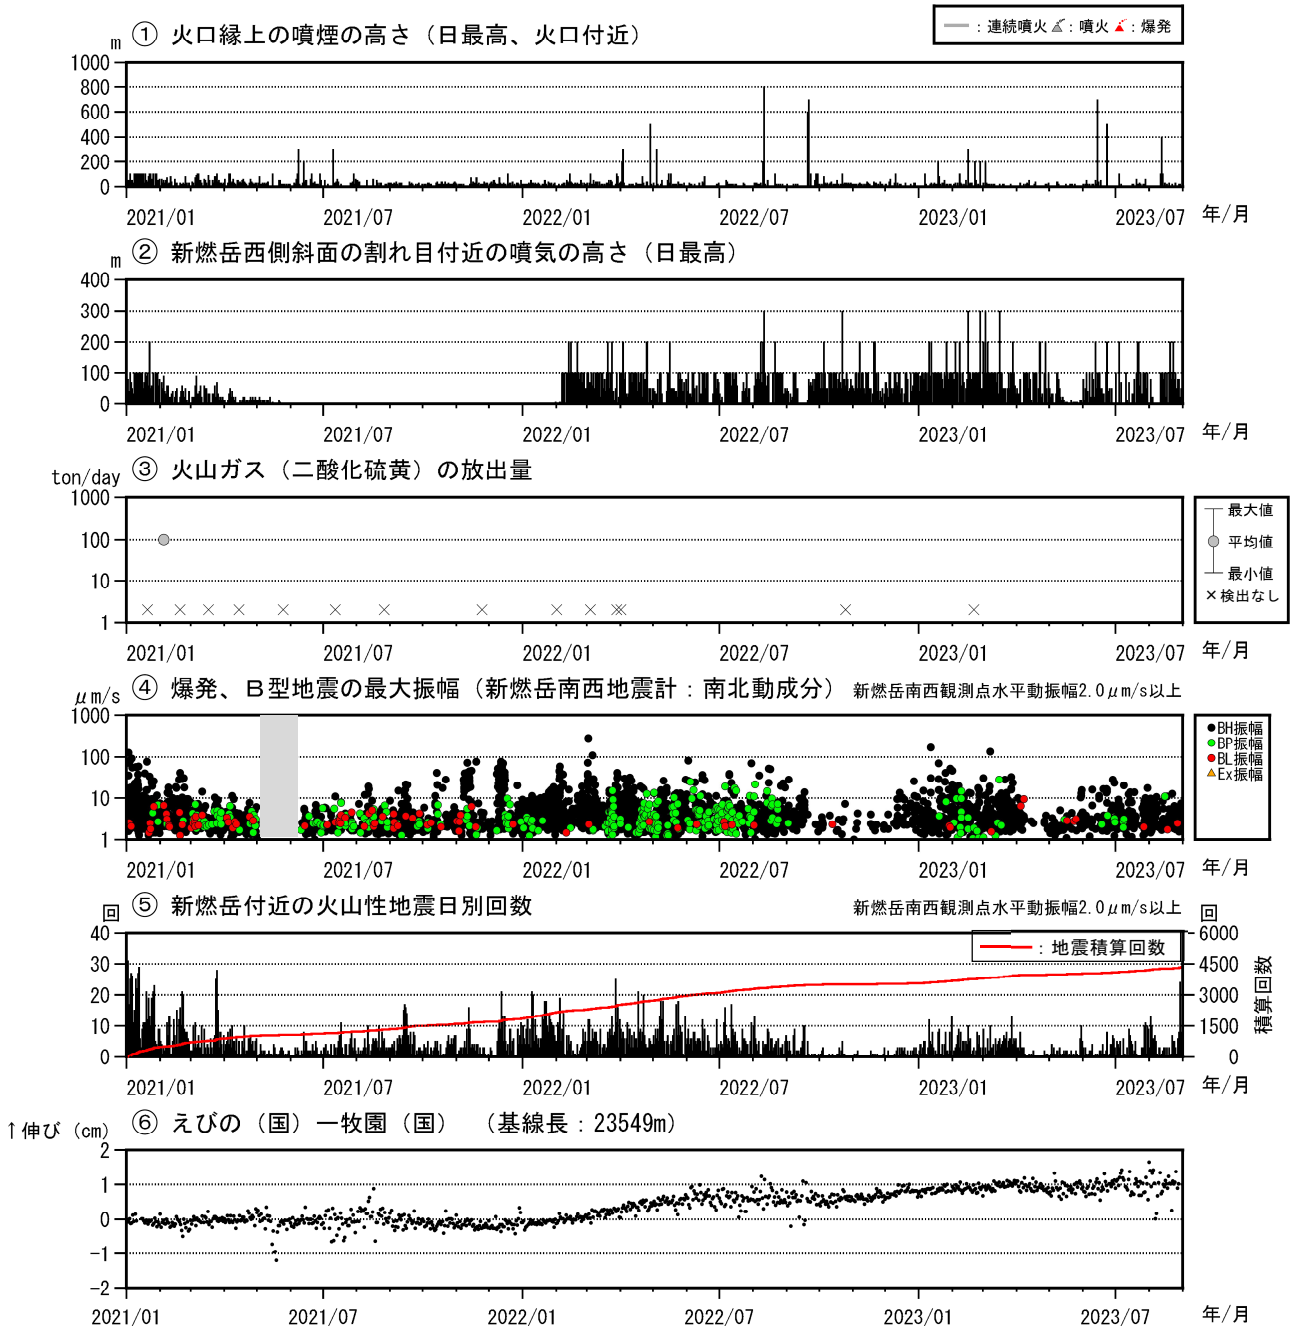 ━ : 連続噴火 : 噴火 : 爆発
① 火口縁上の噴煙の高さ（日最高、火口付近）
m
1000
800
600
400
200
0
2021/01 2021/07 2022/01 2022/07 2023/01 2023/07 年/月
② 新燃岳西側斜面の割れ目付近の噴気の高さ（日最高）
m
400
300
200
100
0
2021/01 2021/07 2022/01 2022/07 2023/01 2023/07 年/月
③ 火山ガス（二酸化硫黄）の放出量
ton/day
1000
100
10
1
最大値
平均値
最小値
×検出なし
2021/01 2021/07 2022/01 2022/07 2023/01 2023/07 年/月
④ 爆発、Ｂ型地震の最大振幅（新燃岳南西地震計：南北動成分） 新燃岳南西観測点水平動振幅2.0μm/s以上
μm/s
1000
100
10
1
BH振幅
BP振幅
BL振幅
Ex振幅
2021/01 2021/07 2022/01 2022/07 2023/01 2023/07 年/月
⑤ 新燃岳付近の火山性地震日別回数 新燃岳南西観測点水平動振幅2.0μm/s以上
回 回
40 6000
30 4500
20 3000
10 1500
0 0
: 地震積算回数
積算回数
2021/01 2021/07 2022/01 2022/07 2023/01 2023/07 年/月
⑥ えびの（国）ー牧園（国） （基線長：23549m）
↑伸び（cm）
2
1
0
-1
-2
2021/01 2021/07 2022/01 2022/07 2023/01 2023/07 年/月